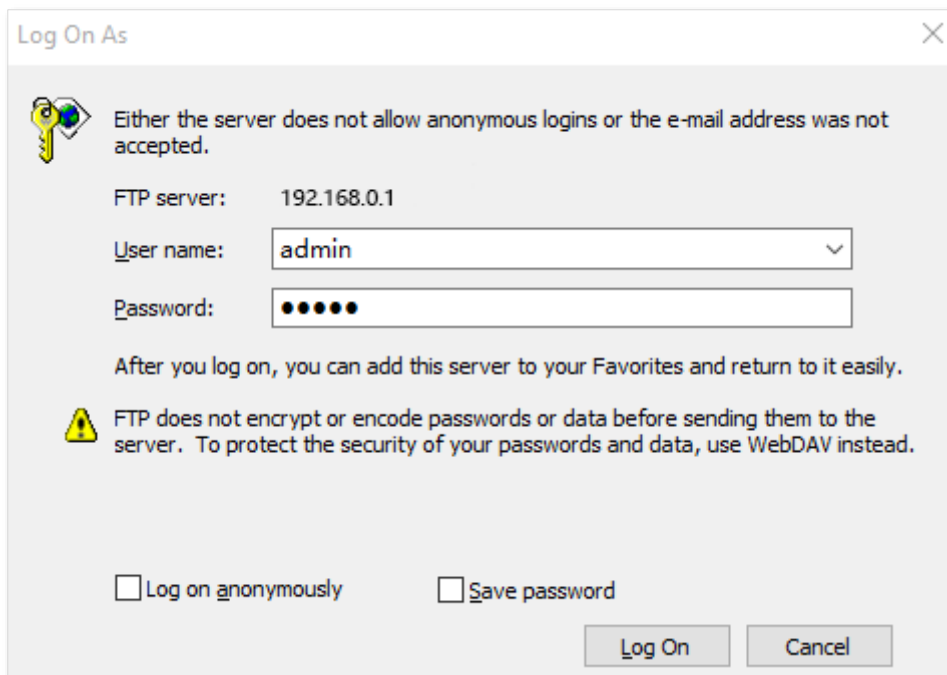 Log On As
Either the server does not allow anonymous logins or the e-mail address was not
accepted.
FTP server: 192.168.0.1
User name: admin
Password: ●●●●●
After you log on, you can add this server to your Favorites and return to it easily.
FTP does not encrypt or encode passwords or data before sending them to the
server.  To protect the security of your passwords and data, use WebDAV instead.
Log on anonymously Save password
Log On Cancel